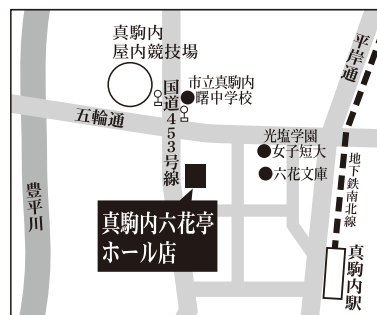 真駒内
屋内競技場
国道453号線
市立真駒内
曙中学校
平岸通
五輪通
光塩学園
女子短大
六花文庫
地下鉄南北線
豊平川
真駒内六花亭
ホール店
真駒内駅